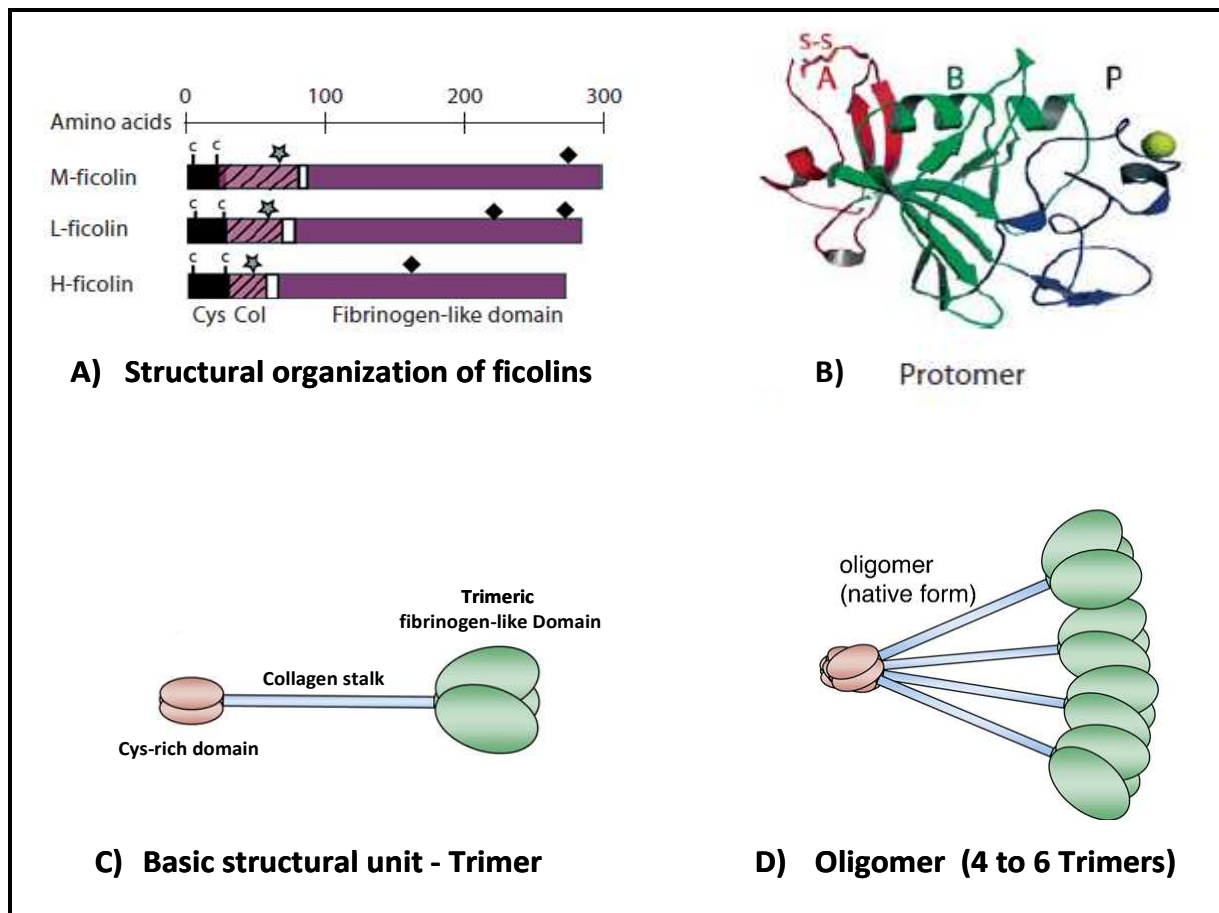 0 100 200 300
Amino acids
c c
M-ficolin
c c
L-ficolin
c c
H-ficolin
Cys Col Fibrinogen-like domain
A) Structural organization of ficolins
S-S
A B P
B) Protomer
Trimeric
fibrinogen-like Domain
Collagen stalk
Cys-rich domain
C) Basic structural unit - Trimer
oligomer
(native form)
D) Oligomer (4 to 6 Trimers)